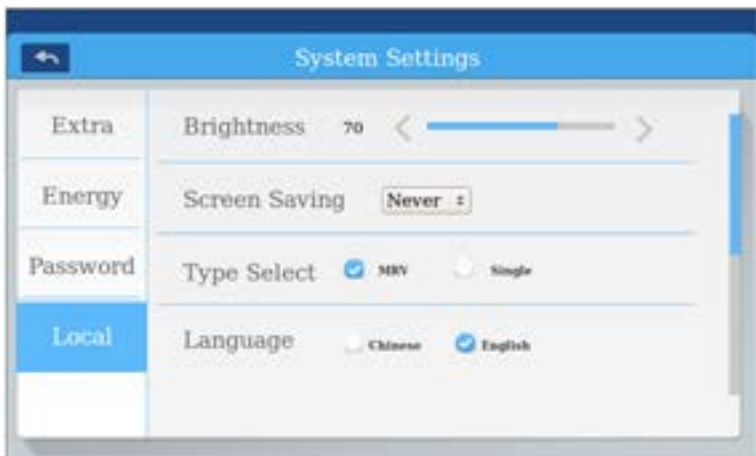 System Settings
Extra
Energy
Password
Local
Brightness 70
Screen Saving Never
Type Select MRV Single
Language Chinese English